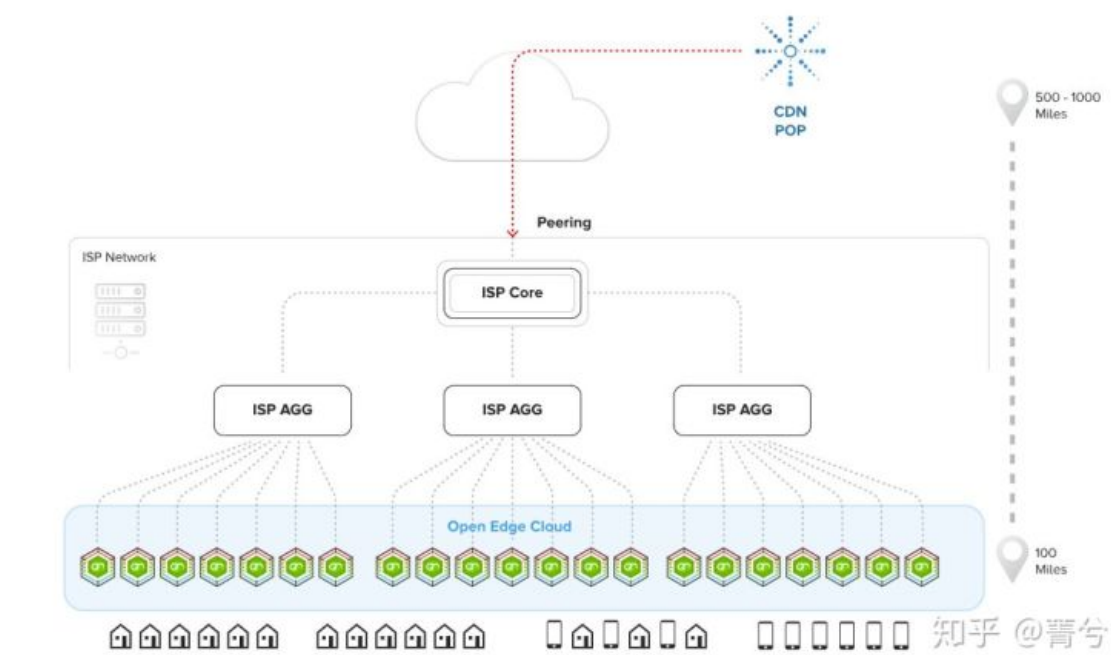 CDN
POP
500 - 1000
Miles
Peering
ISP Network
ISP Core
ISP AGG
ISP AGG
ISP AGG
Open Edge Cloud
100
Miles
知乎 @菁兮